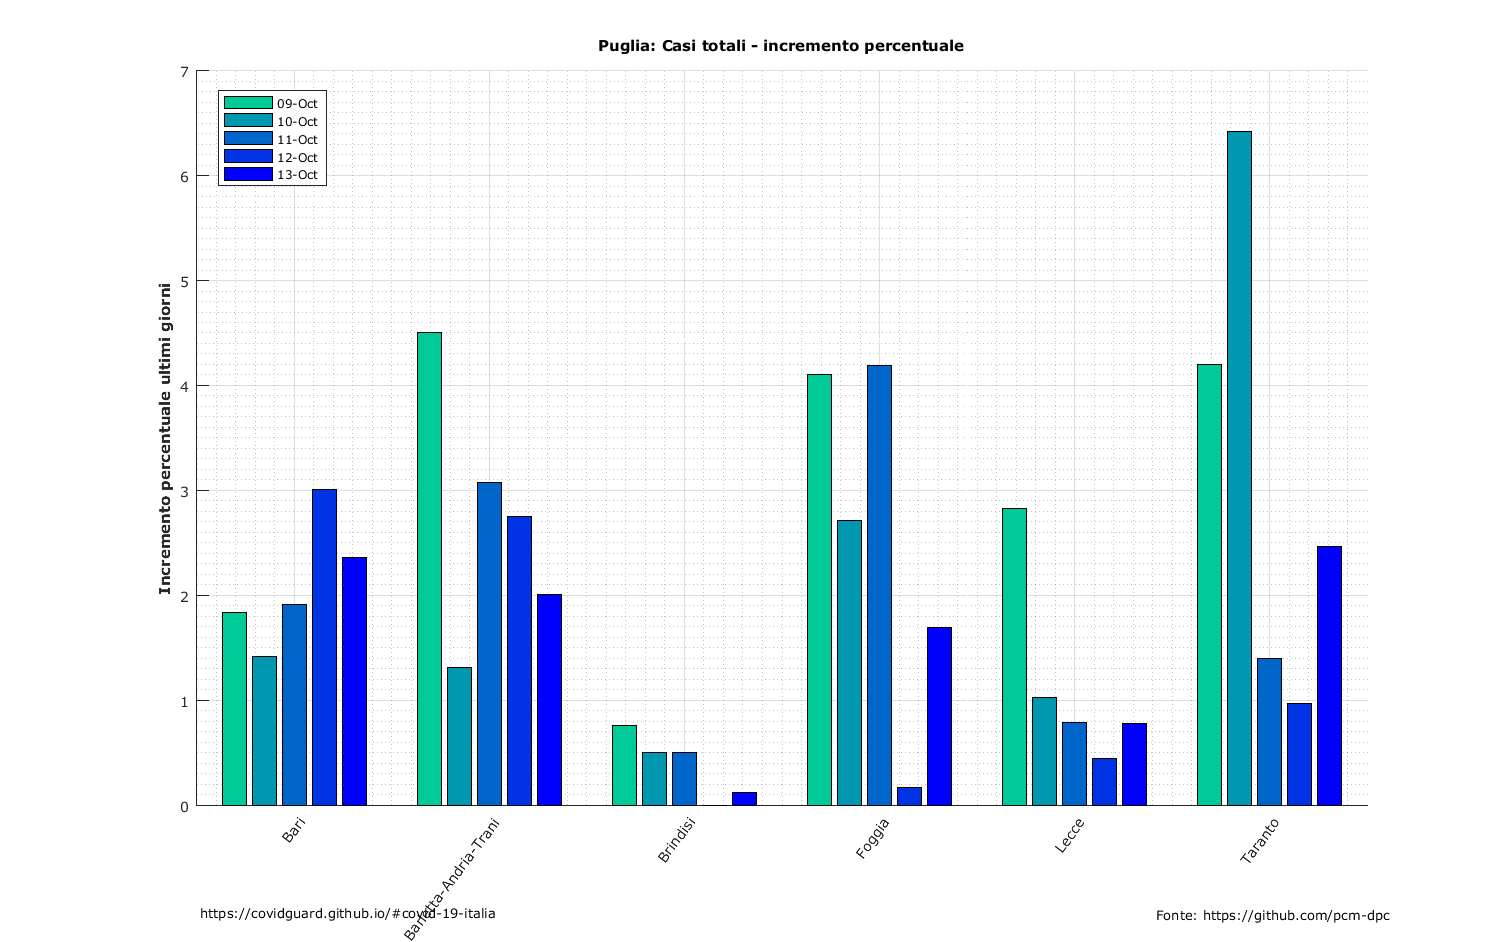 Puglia: Casi totali - incremento percentuale
Incremento percentuale ultimi giorni
7
6
5
4
3
2
1
0
09-Oct
10-Oct
11-Oct
12-Oct
13-Oct
Bari
Barletta-Andria-Trani
Brindisi
Foggia
Lecce
Taranto
https://covidguard.github.io/#covid-19-italia
Fonte: https://github.com/pcm-dpc